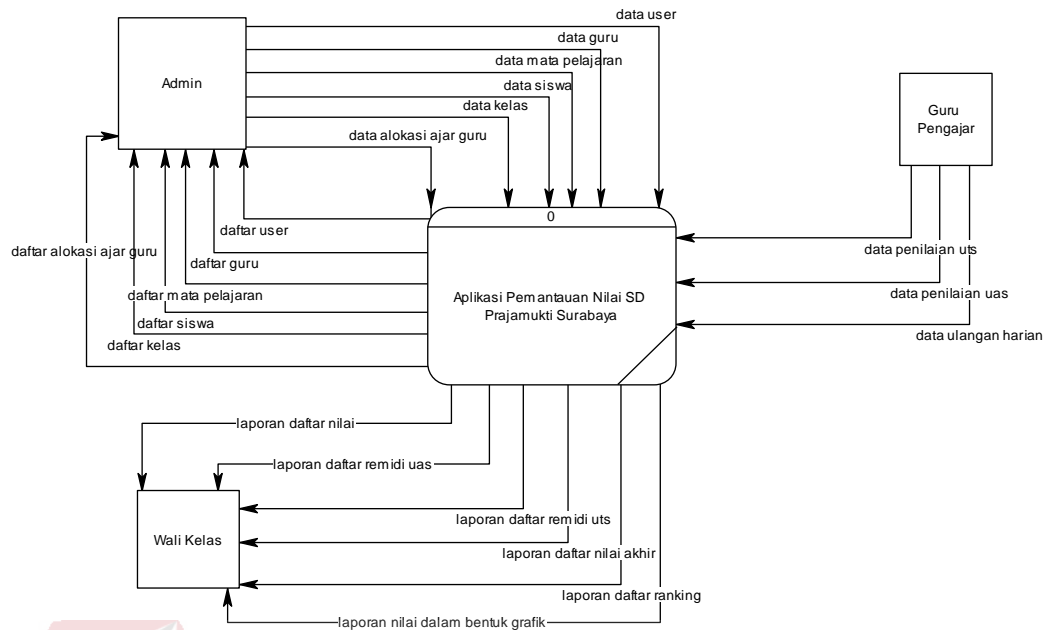 data user
data guru
data mata pelajaran
data siswa
data kelas
data alokasi ajar guru
Admin
Guru
Pengajar
0
daftar user
daftar alokasi ajar guru
daftar guru
daftar mata pelajaran
daftar siswa
daftar kelas
Aplikasi Pemantauan Nilai SD
Prajamukti Surabaya
data penilaian uts
data penilaian uas
data ulangan harian
laporan daftar nilai
laporan daftar remidi uas
laporan daftar remidi uts
Wali Kelas
laporan daftar nilai akhir
laporan daftar ranking
laporan nilai dalam bentuk grafik